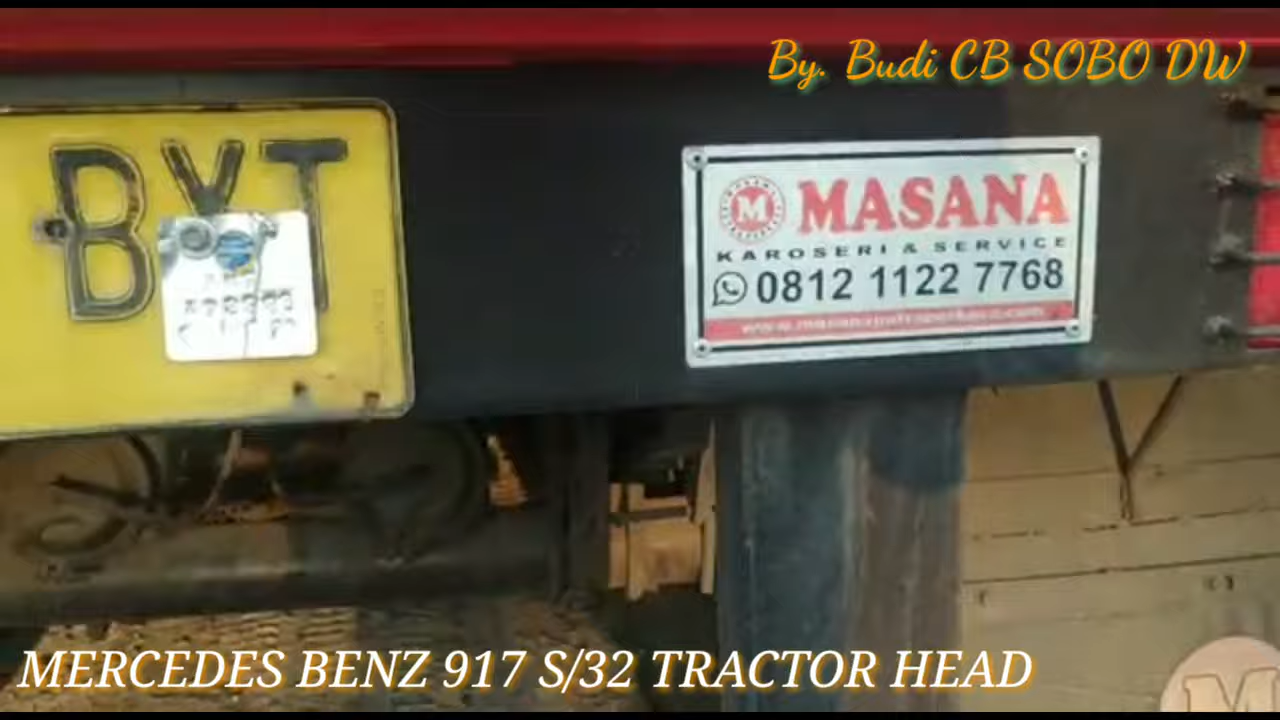 By. Budi CB SOBO DW
BYT
M MASANA
KAROSERI & SERVICE
0812 1122 7768
MERCEDES BENZ 917 S/32 TRACTOR HEAD
M